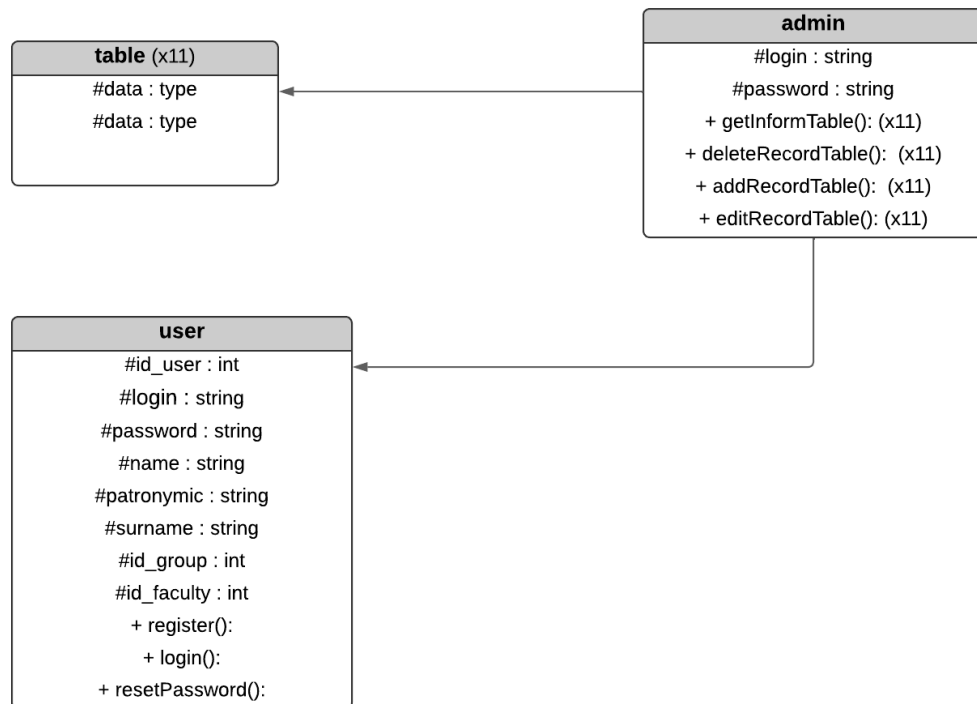 table (x11)
#data : type
#data : type
admin
#login : string
#password : string
+ getInformTable(): (x11)
+ deleteRecordTable():  (x11)
+ addRecordTable():  (x11)
+ editRecordTable(): (x11)
user
#id_user : int
#login : string
#password : string
#name : string
#patronymic : string
#surname : string
#id_group : int
#id_faculty : int
+ register():
+ login():
+ resetPassword():